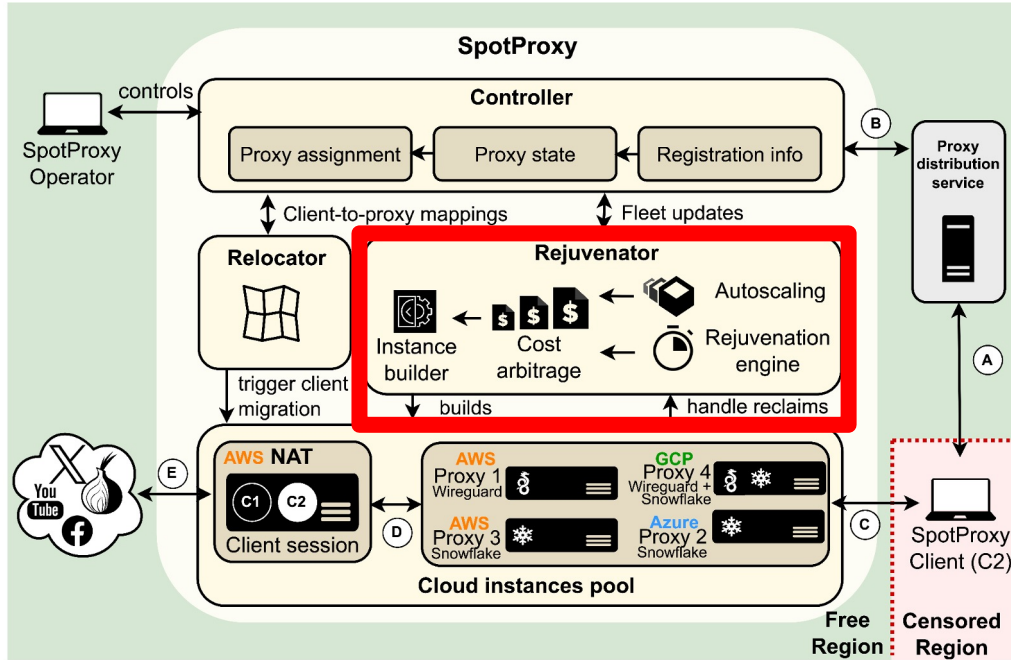 SpotProxy
controls
SpotProxy
Operator
Controller
Proxy assignment
Proxy state
Registration info
B
Proxy
distribution
service
Client-to-proxy mappings
Fleet updates
Relocator
Rejuvenator
Instance
builder
$ $ $
Cost
arbitrage
Autoscaling
Rejuvenation
engine
A
trigger client
migration
builds
handle reclaims
X
You
Tube
f
E
AWS NAT
C1 C2
Client session
D
AWS
Proxy 1
Wireguard
GCP
Proxy 4
Wireguard +
Snowflake
AWS
Proxy 3
Snowflake
Azure
Proxy 2
Snowflake
Cloud instances pool
C
SpotProxy
Client (C2)
Free
Region
Censored
Region